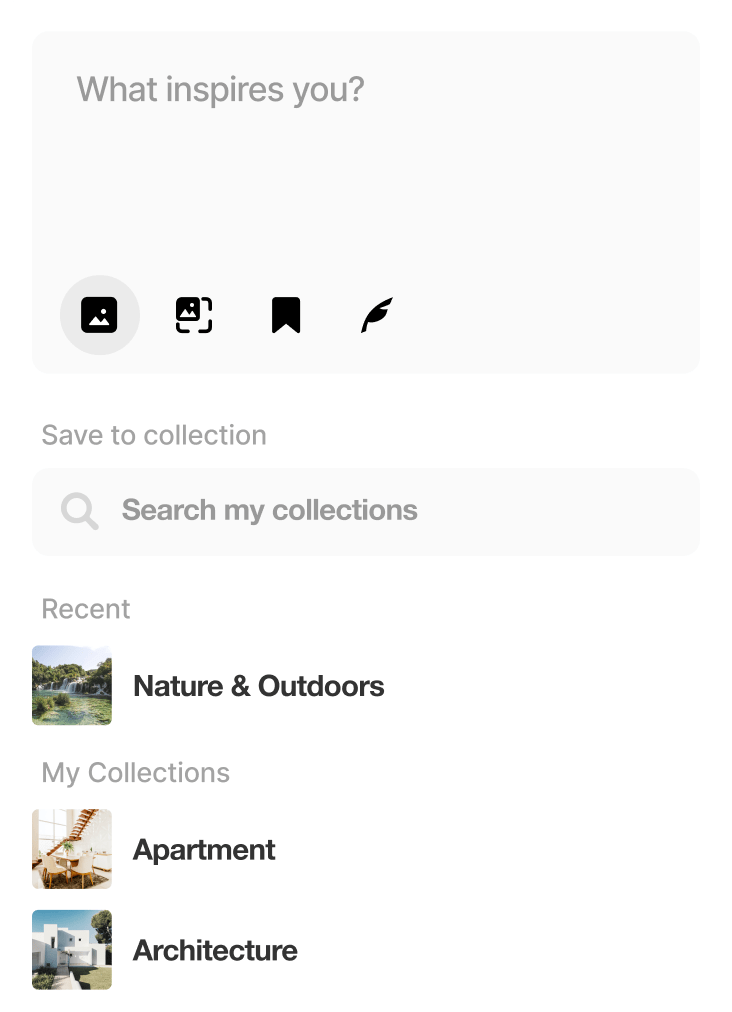 What inspires you?
Save to collection
Search my collections
Recent
Nature & Outdoors
My Collections
Apartment
Architecture